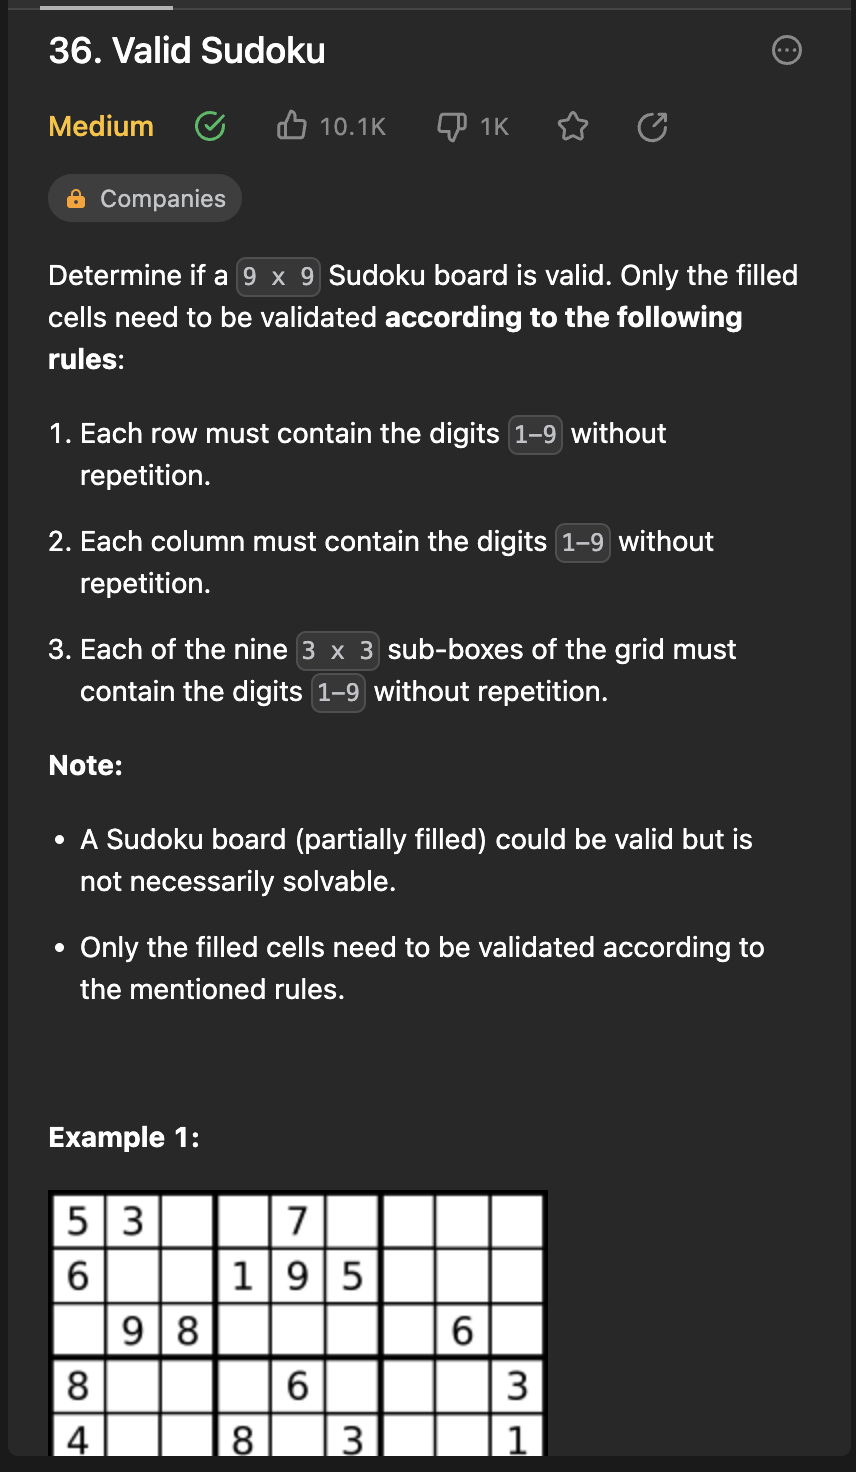 36. Valid Sudoku
Medium 10.1K 1K
Companies
Determine if a 9 x 9 Sudoku board is valid. Only the filled
cells need to be validated according to the following
rules:
1. Each row must contain the digits 1-9 without
repetition.
2. Each column must contain the digits 1-9 without
repetition.
3. Each of the nine 3 x 3 sub-boxes of the grid must
contain the digits 1-9 without repetition.
Note:
• A Sudoku board (partially filled) could be valid but is
not necessarily solvable.
• Only the filled cells need to be validated according to
the mentioned rules.
Example 1:
5 3 7
6 1 9 5
9 8 6
8 6 3
4 8 3 1